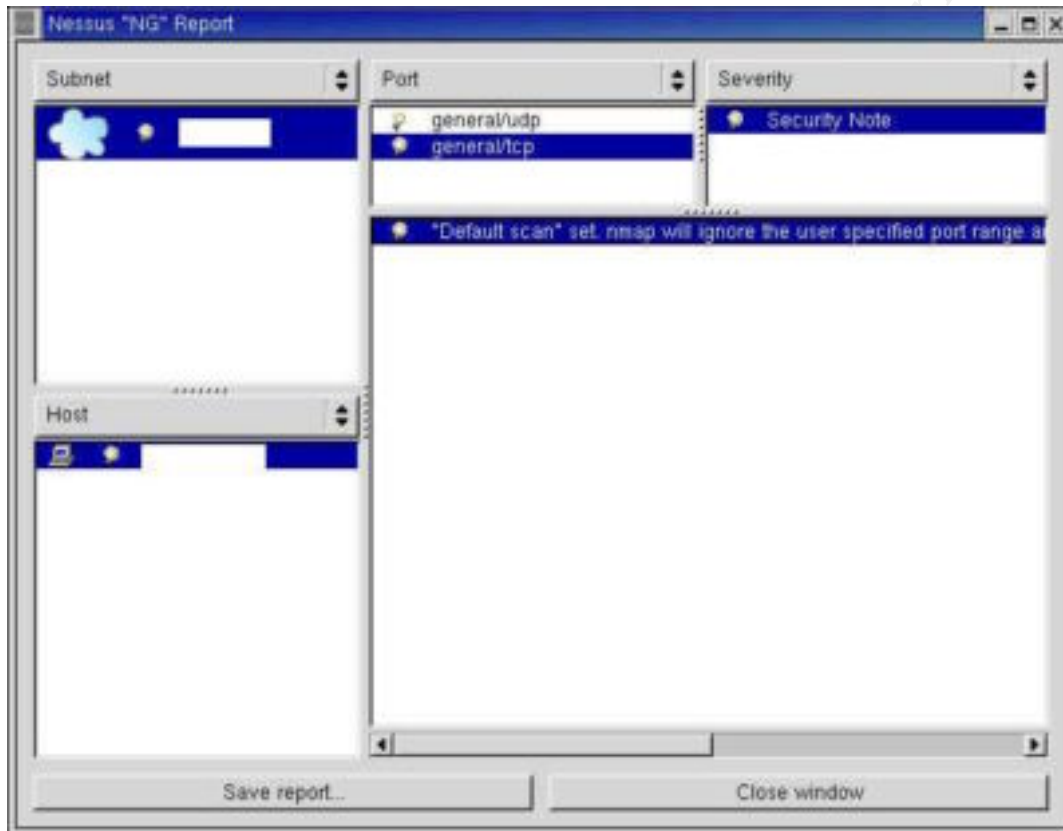 Nessus "NG" Report
Subnet
Port
Severity
general/udp
general/tcp
Security Note
"Default scan" set. nmap will ignore the user specified port range a
Host
Save report...
Close window